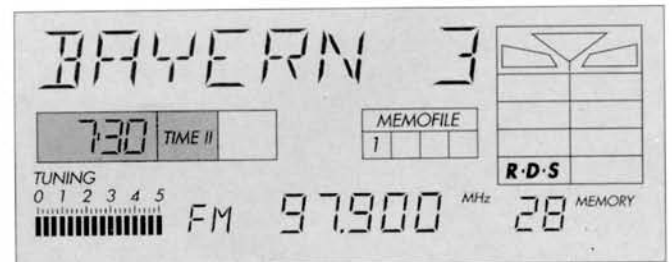 BAYERN 3
7:30 TIME II
MEMOFILE
1
R·D·S
TUNING
0 1 2 3 4 5
FM 97.900 MHz 28 MEMORY